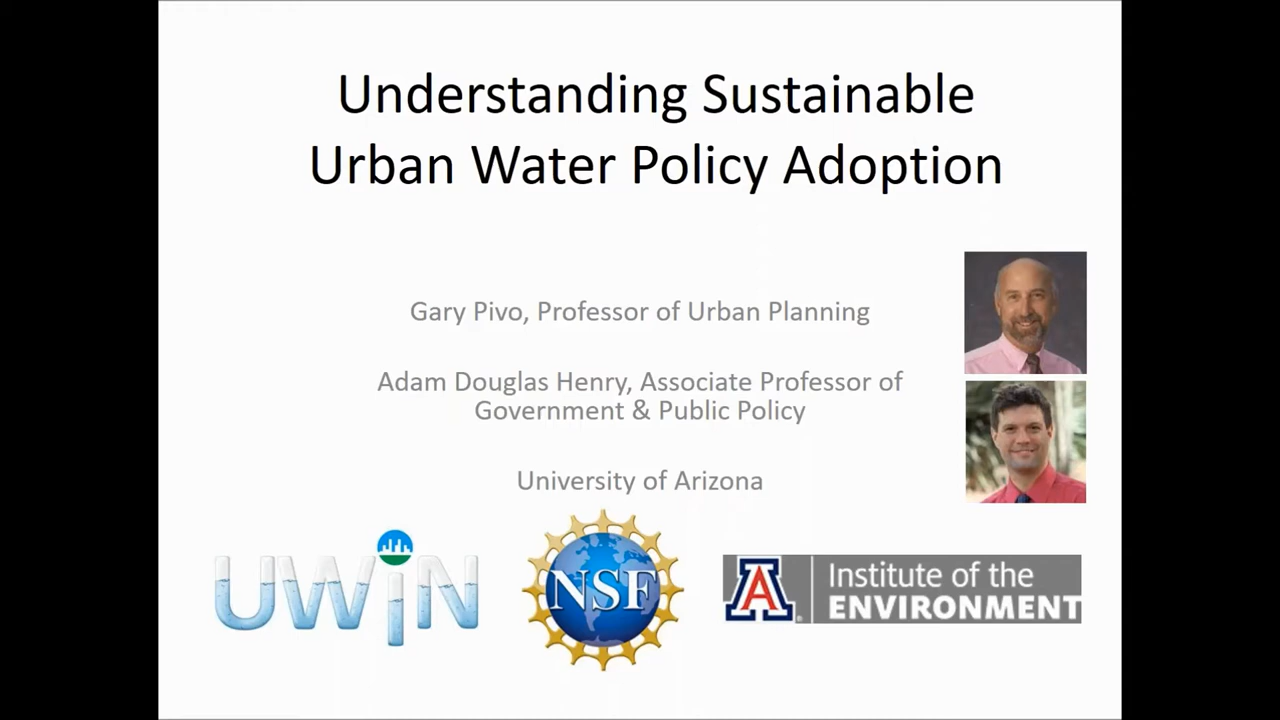 Understanding Sustainable
Urban Water Policy Adoption
Gary Pivo, Professor of Urban Planning
Adam Douglas Henry, Associate Professor of
Government & Public Policy
University of Arizona
UWiN
NSF
A
Institute of the
ENVIRONMENT